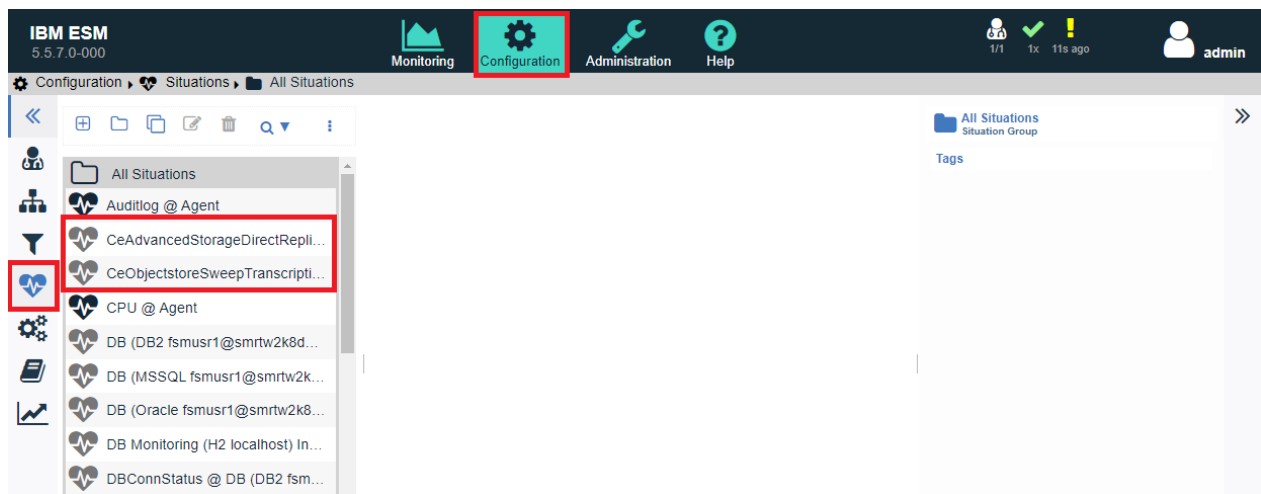 IBM ESM
5.5.7.0-000
Monitoring
Configuration
Administration
Help
1/1
1x
11s ago
admin
Configuration
Situations
All Situations
All Situations
Auditlog @ Agent
CeAdvancedStorageDirectRepli...
CeObjectstoreSweepTranscripti...
CPU @ Agent
DB (DB2 fsmusr1@smrtw2k8d...
DB (MSSQL fsmusr1@smrtw2k...
DB (Oracle fsmusr1@smrtw2k8...
DB Monitoring (H2 localhost) In...
DBConnStatus @ DB (DB2 fsm...
All Situations
Situation Group
Tags